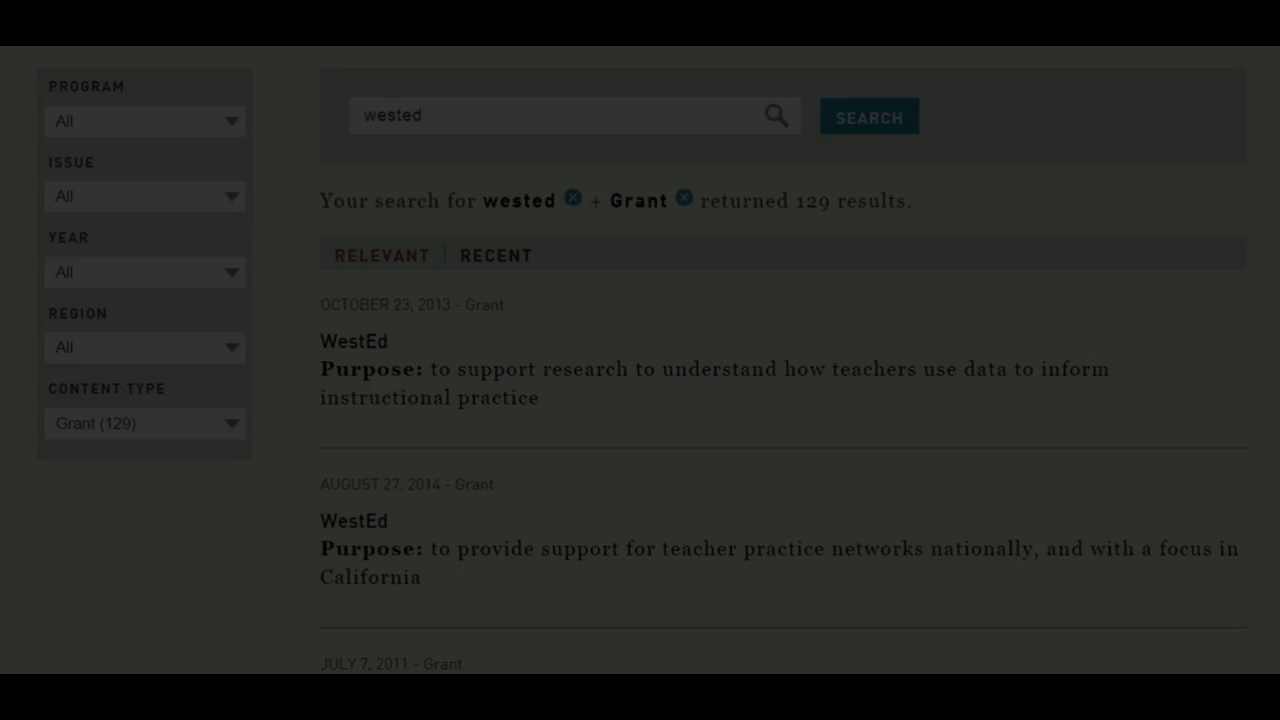 PROGRAM
All
ISSUE
All
YEAR
All
REGION
All
CONTENT TYPE
Grant (129)
wested
SEARCH
Your search for wested + Grant returned 129 results.
RELEVANT | RECENT
OCTOBER 23, 2013 - Grant
WestEd
Purpose: to support research to understand how teachers use data to inform
instructional practice
AUGUST 27, 2014 - Grant
WestEd
Purpose: to provide support for teacher practice networks nationally, and with a focus in
California
JULY 7, 2011 - Grant